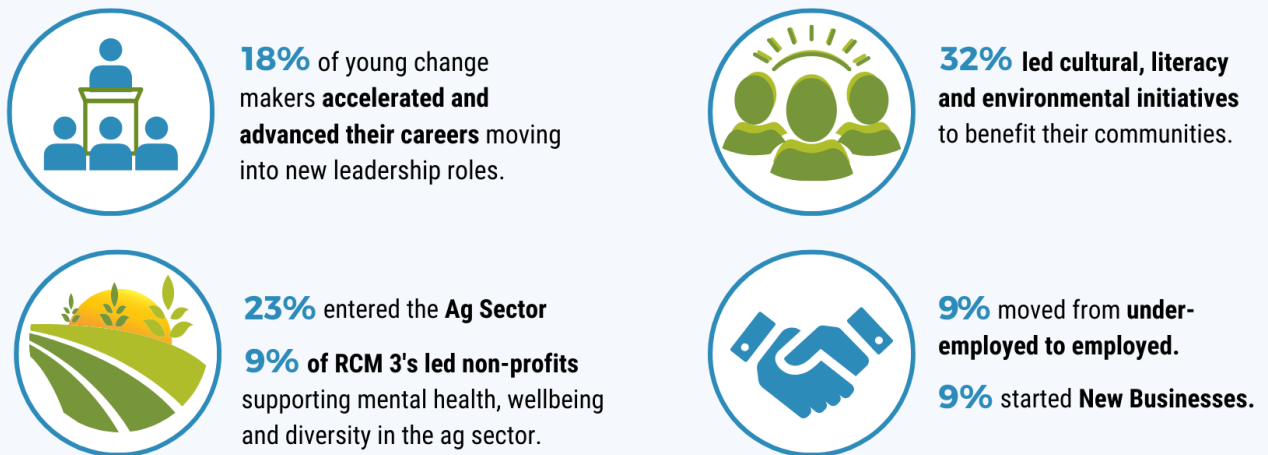 18% of young change
makers accelerated and
advanced their careers moving
into new leadership roles.
32% led cultural, literacy
and environmental initiatives
to benefit their communities.
23% entered the Ag Sector
9% of RCM 3's led non-profits
supporting mental health, wellbeing
and diversity in the ag sector.
9% moved from under-
employed to employed.
9% started New Businesses.